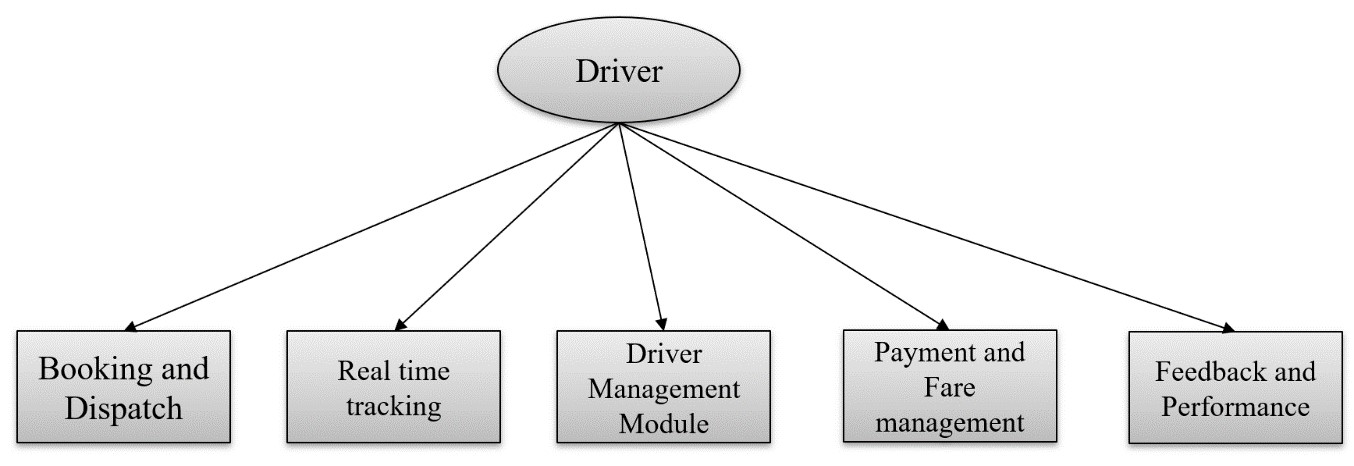 Driver
Booking and
Dispatch
Real time
tracking
Driver
Management
Module
Payment and
Fare
management
Feedback and
Performance